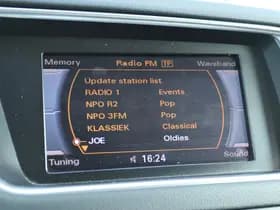 Memory Radio FM TP Waveband
Update station list
RADIO 1 Events
NPO R2 Pop
NPO 3FM Pop
KLASSIEK Classical
JOE Oldies
Tuning 16:24 Sound